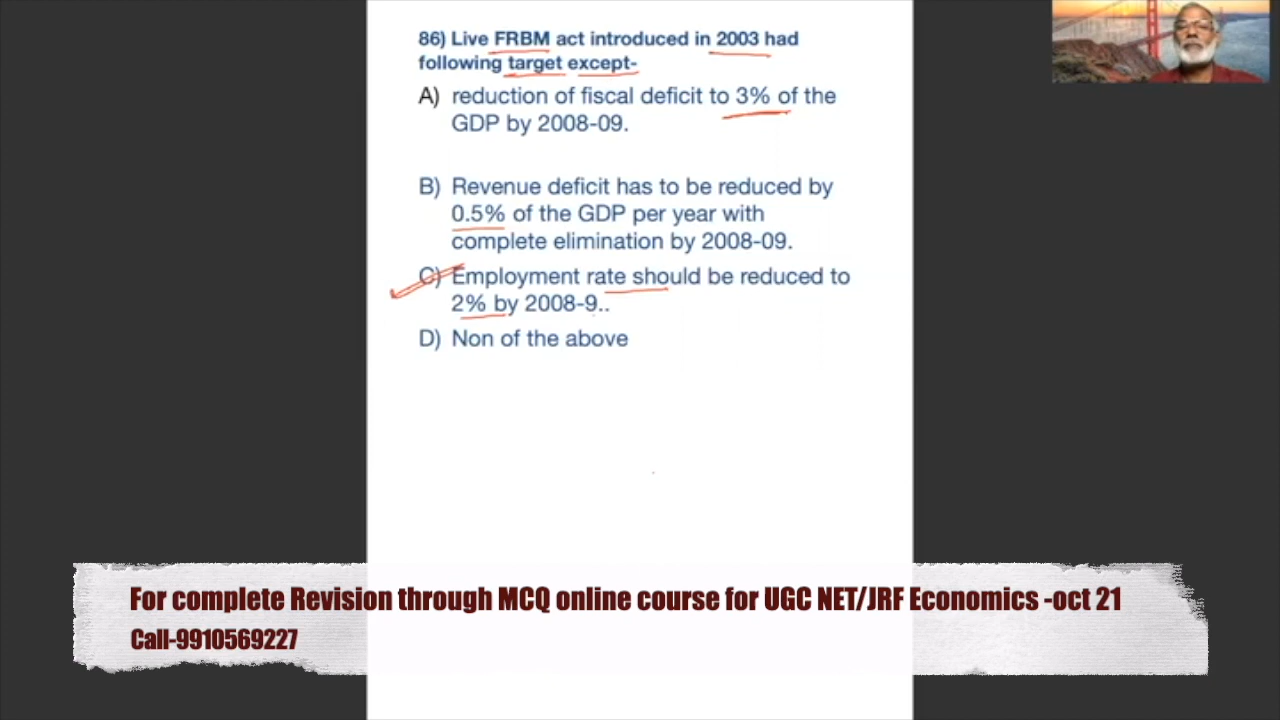 86) Live FRBM act introduced in 2003 had
following target except-
A) reduction of fiscal deficit to 3% of the
GDP by 2008-09.
B) Revenue deficit has to be reduced by
0.5% of the GDP per year with
complete elimination by 2008-09.
C) Employment rate should be reduced to
2% by 2008-9..
D) Non of the above
For complete Revision through MCQ online course for UGC NET/JRF Economics -oct 21
Call-9910569227